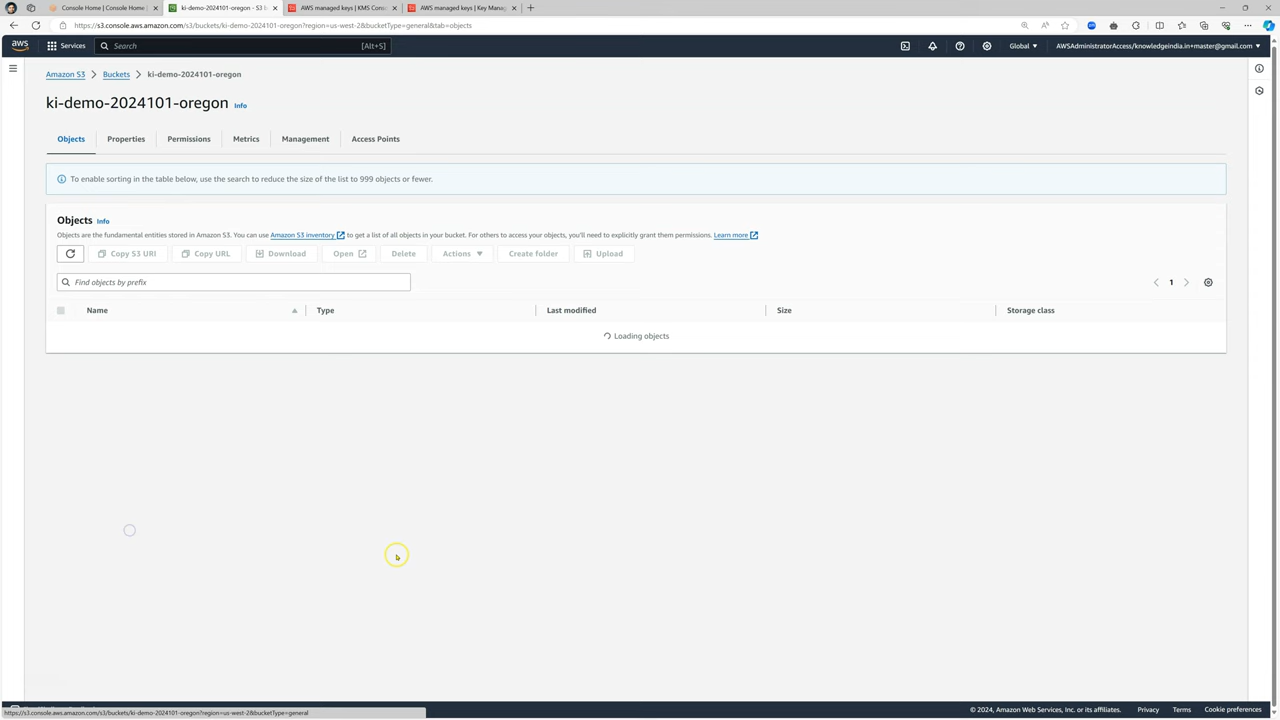 Console Home | Console Home |
ki-demo-2024101-oregon - S3 b
AWS managed keys | KMS Cons
AWS managed keys | Key Manag
https://s3.console.aws.amazon.com/s3/buckets/ki-demo-2024101-oregon?region=us-west-2&bucketType=general&tab=objects
aws
Services
Search
[Alt+S]
Global
AWSAdministratorAccess/knowledgeindia.in+master@gmail.com
Amazon S3
Buckets
ki-demo-2024101-oregon
ki-demo-2024101-oregon Info
Objects
Properties
Permissions
Metrics
Management
Access Points
To enable sorting in the table below, use the search to reduce the size of the list to 999 objects or fewer.
Objects Info
Objects are the fundamental entities stored in Amazon S3. You can use Amazon S3 inventory to get a list of all objects in your bucket. For others to access your objects, you'll need to explicitly grant them permissions. Learn more
Copy S3 URI
Copy URL
Download
Open
Delete
Actions
Create folder
Upload
Find objects by prefix
1
Name
Type
Last modified
Size
Storage class
Loading objects
https://s3.console.aws.amazon.com/s3/buckets/ki-demo-2024101-oregon?region=us-west-2&bucketType=general
© 2024, Amazon Web Services, Inc. or its affiliates.
Privacy
Terms
Cookie preferences